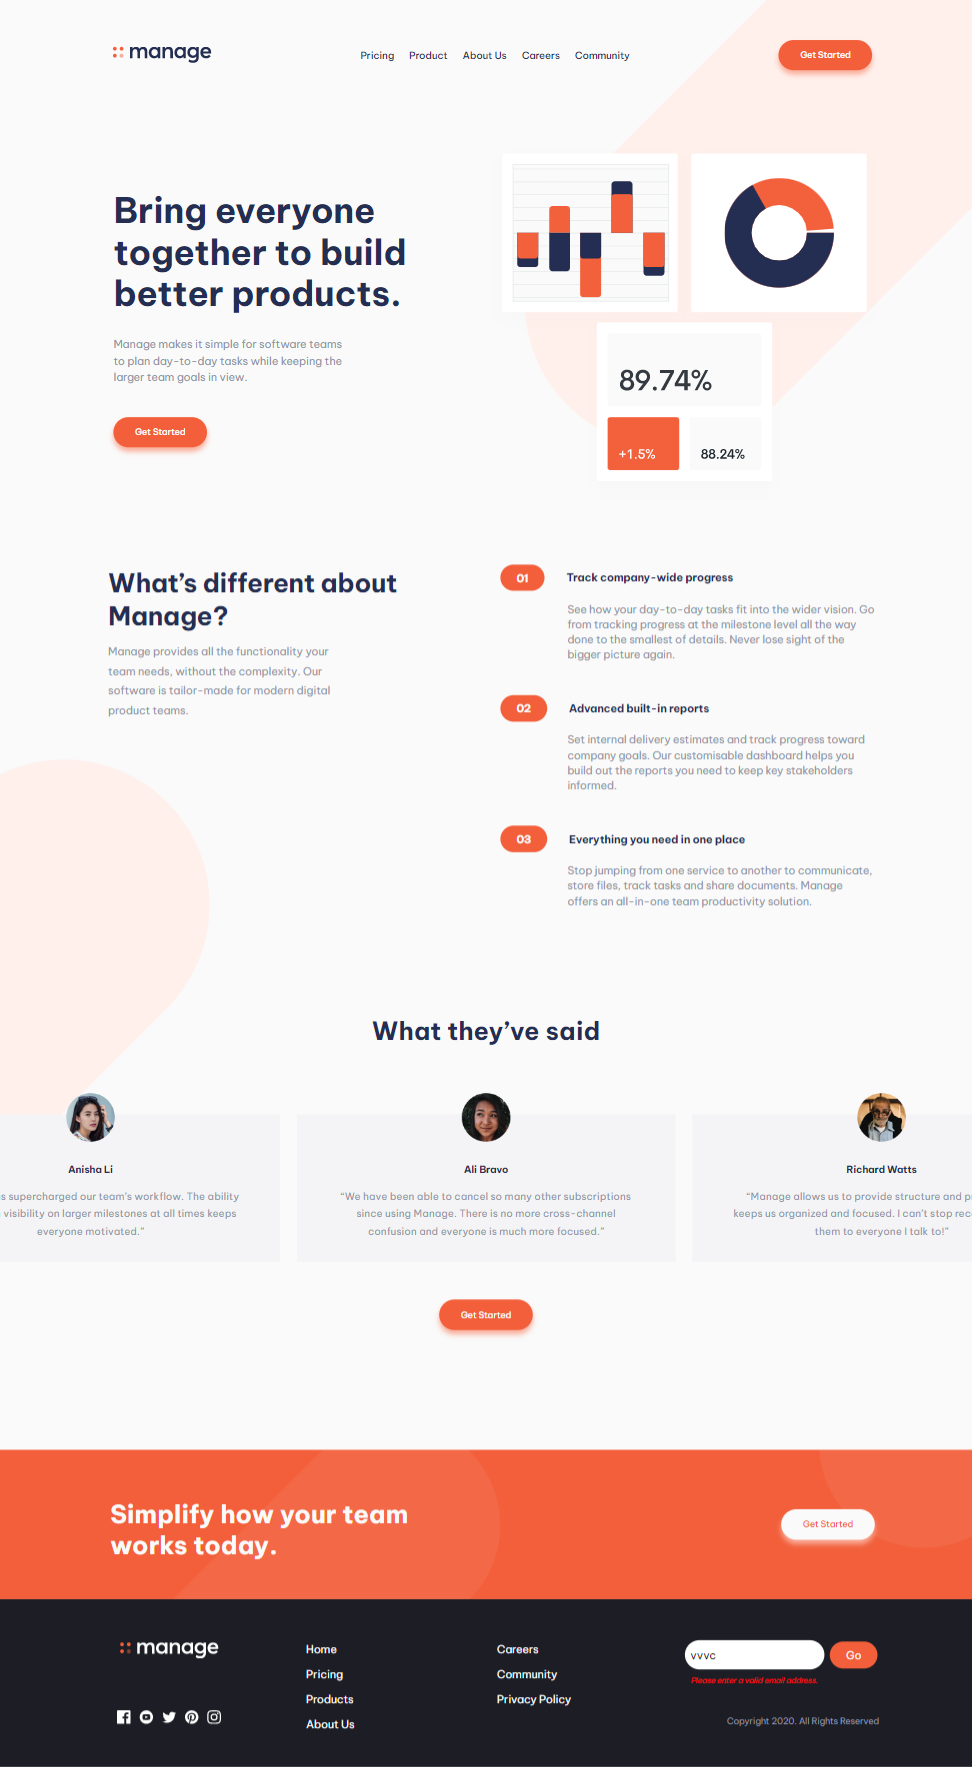 manage
Pricing Product About Us Careers Community
Get Started
Bring everyone
together to build
better products.
Manage makes it simple for software teams
to plan day-to-day tasks while keeping the
larger team goals in view.
Get Started
89.74%
+1.5%
88.24%
What's different about
Manage?
Manage provides all the functionality your
team needs, without the complexity. Our
software is tailor-made for modern digital
product teams.
01 Track company-wide progress
See how your day-to-day tasks fit into the wider vision. Go
from tracking progress at the milestone level all the way
done to the smallest of details. Never lose sight of the
bigger picture again.
02 Advanced built-in reports
Set internal delivery estimates and track progress toward
company goals. Our customisable dashboard helps you
build out the reports you need to keep key stakeholders
informed.
03 Everything you need in one place
Stop jumping from one service to another to communicate,
store files, track tasks and share documents. Manage
offers an all-in-one team productivity solution.
What they've said
Anisha Li
s supercharged our team's workflow. The ability
visibility on larger milestones at all times keeps
everyone motivated."
Ali Bravo
"We have been able to cancel so many other subscriptions
since using Manage. There is no more cross-channel
confusion and everyone is much more focused."
Richard Watts
"Manage allows us to provide structure and p
keeps us organized and focused. I can't stop rec
them to everyone I talk to!"
Get Started
Simplify how your team
works today.
Get Started
manage
Home
Pricing
Products
About Us
Careers
Community
Privacy Policy
vvvc
Go
Please enter a valid email address.
Copyright 2020. All Rights Reserved